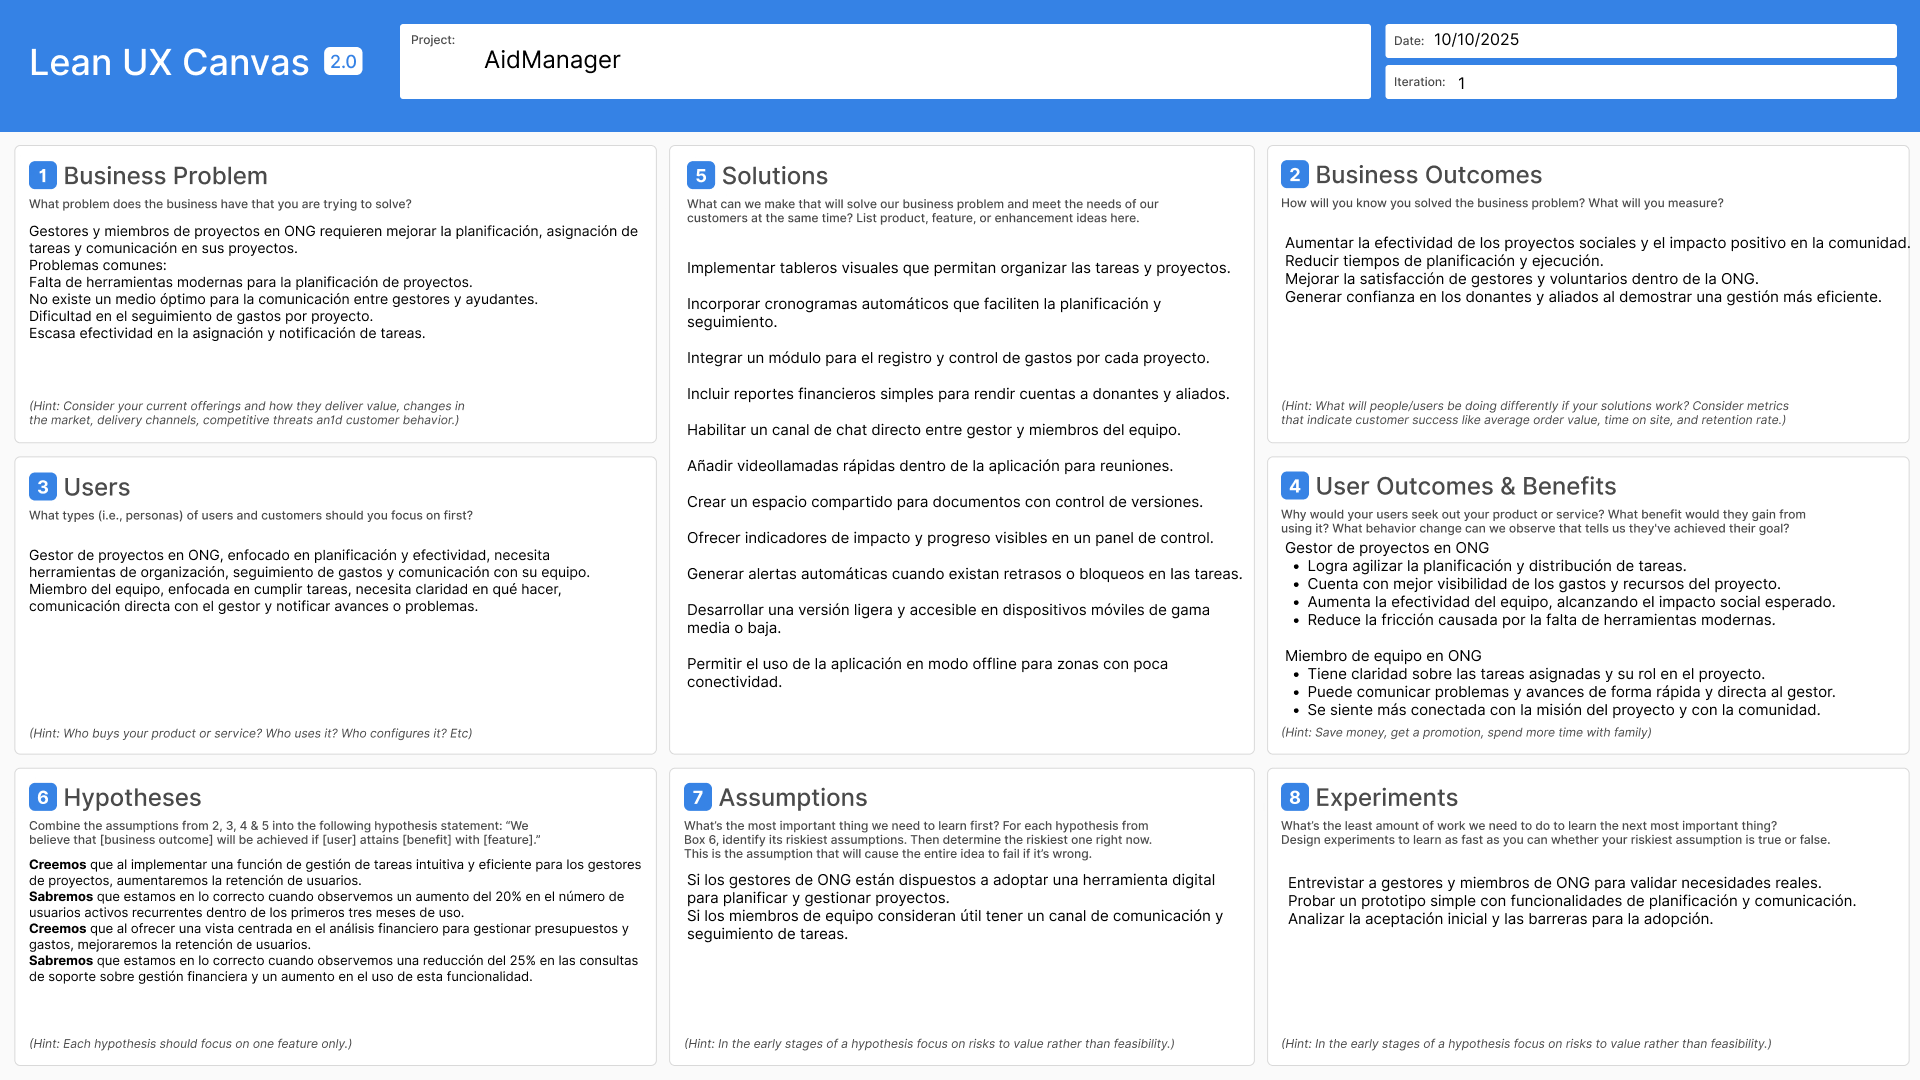 Lean UX Canvas 2.0
Project:
AidManager
Date: 10/10/2025
Iteration: 1
1 Business Problem
What problem does the business have that you are trying to solve?
Gestores y miembros de proyectos en ONG requieren mejorar la planificación, asignación de
tareas y comunicación en sus proyectos.
Problemas comunes:
Falta de herramientas modernas para la planificación de proyectos.
No existe un medio óptimo para la comunicación entre gestores y ayudantes.
Dificultad en el seguimiento de gastos por proyecto.
Escasa efectividad en la asignación y notificación de tareas.
(Hint: Consider your current offerings and how they deliver value, changes in
the market, delivery channels, competitive threats an1d customer behavior.)
5 Solutions
What can we make that will solve our business problem and meet the needs of our
customers at the same time? List product, feature, or enhancement ideas here.
Implementar tableros visuales que permitan organizar las tareas y proyectos.
Incorporar cronogramas automáticos que faciliten la planificación y
seguimiento.
Integrar un módulo para el registro y control de gastos por cada proyecto.
Incluir reportes financieros simples para rendir cuentas a donantes y aliados.
Habilitar un canal de chat directo entre gestor y miembros del equipo.
Añadir videollamadas rápidas dentro de la aplicación para reuniones.
Crear un espacio compartido para documentos con control de versiones.
Ofrecer indicadores de impacto y progreso visibles en un panel de control.
Generar alertas automáticas cuando existan retrasos o bloqueos en las tareas.
Desarrollar una versión ligera y accesible en dispositivos móviles de gama
media o baja.
Permitir el uso de la aplicación en modo offline para zonas con poca
conectividad.
2 Business Outcomes
How will you know you solved the business problem? What will you measure?
Aumentar la efectividad de los proyectos sociales y el impacto positivo en la comunidad.
Reducir tiempos de planificación y ejecución.
Mejorar la satisfacción de gestores y voluntarios dentro de la ONG.
Generar confianza en los donantes y aliados al demostrar una gestión más eficiente.
(Hint: What will people/users be doing differently if your solutions work? Consider metrics
that indicate customer success like average order value, time on site, and retention rate.)
3 Users
What types (i.e., personas) of users and customers should you focus on first?
Gestor de proyectos en ONG, enfocado en planificación y efectividad, necesita
herramientas de organización, seguimiento de gastos y comunicación con su equipo.
Miembro del equipo, enfocada en cumplir tareas, necesita claridad en qué hacer,
comunicación directa con el gestor y notificar avances o problemas.
(Hint: Who buys your product or service? Who uses it? Who configures it? Etc)
4 User Outcomes & Benefits
Why would your users seek out your product or service? What benefit would they gain from
using it? What behavior change can we observe that tells us they've achieved their goal?
Gestor de proyectos en ONG
• Logra agilizar la planificación y distribución de tareas.
• Cuenta con mejor visibilidad de los gastos y recursos del proyecto.
• Aumenta la efectividad del equipo, alcanzando el impacto social esperado.
• Reduce la fricción causada por la falta de herramientas modernas.
Miembro de equipo en ONG
• Tiene claridad sobre las tareas asignadas y su rol en el proyecto.
• Puede comunicar problemas y avances de forma rápida y directa al gestor.
• Se siente más conectada con la misión del proyecto y con la comunidad.
(Hint: Save money, get a promotion, spend more time with family)
6 Hypotheses
Combine the assumptions from 2, 3, 4 & 5 into the following hypothesis statement: “We
believe that [business outcome] will be achieved if [user] attains [benefit] with [feature].”
Creemos que al implementar una función de gestión de tareas intuitiva y eficiente para los gestores
de proyectos, aumentaremos la retención de usuarios.
Sabremos que estamos en lo correcto cuando observemos un aumento del 20% en el número de
usuarios activos recurrentes dentro de los primeros tres meses de uso.
Creemos que al ofrecer una vista centrada en el análisis financiero para gestionar presupuestos y
gastos, mejoraremos la retención de usuarios.
Sabremos que estamos en lo correcto cuando observemos una reducción del 25% en las consultas
de soporte sobre gestión financiera y un aumento en el uso de esta funcionalidad.
(Hint: Each hypothesis should focus on one feature only.)
7 Assumptions
What’s the most important thing we need to learn first? For each hypothesis from
Box 6, identify its riskiest assumptions. Then determine the riskiest one right now.
This is the assumption that will cause the entire idea to fail if it’s wrong.
Si los gestores de ONG están dispuestos a adoptar una herramienta digital
para planificar y gestionar proyectos.
Si los miembros de equipo consideran útil tener un canal de comunicación y
seguimiento de tareas.
(Hint: In the early stages of a hypothesis focus on risks to value rather than feasibility.)
8 Experiments
What’s the least amount of work we need to do to learn the next most important thing?
Design experiments to learn as fast as you can whether your riskiest assumption is true or false.
Entrevistar a gestores y miembros de ONG para validar necesidades reales.
Probar un prototipo simple con funcionalidades de planificación y comunicación.
Analizar la aceptación inicial y las barreras para la adopción.
(Hint: In the early stages of a hypothesis focus on risks to value rather than feasibility.)